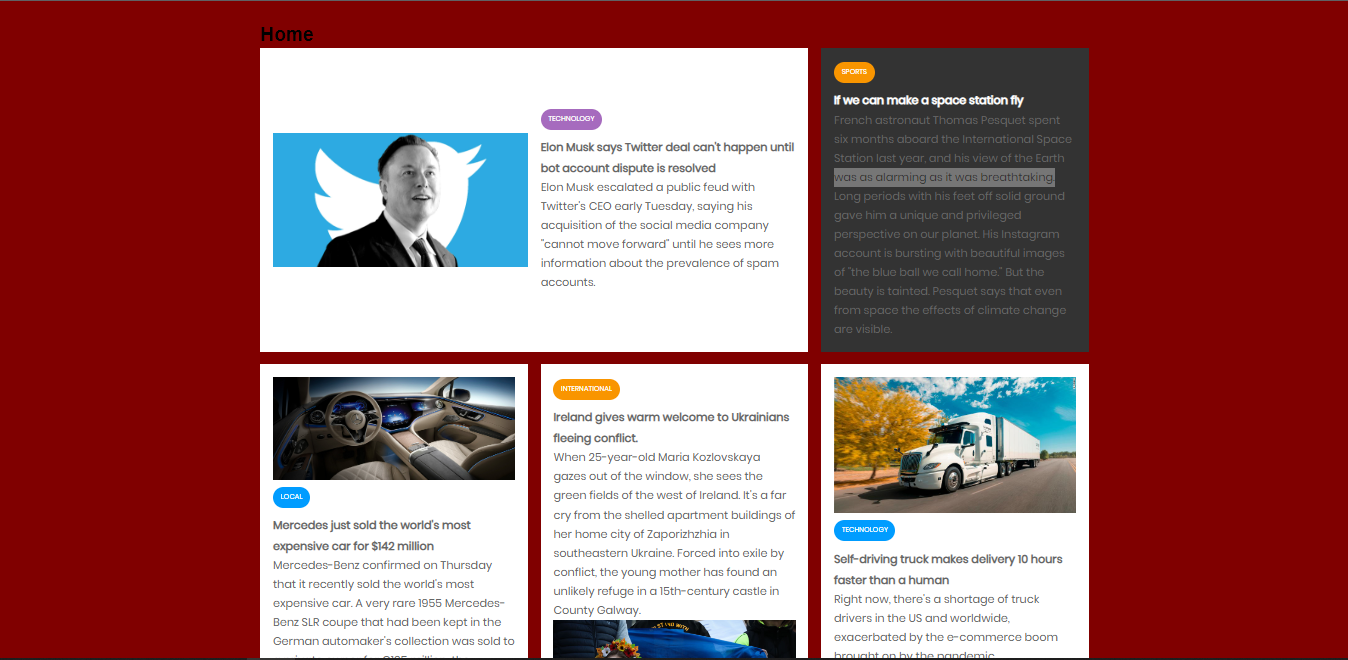 Home
TECHNOLOGY
Elon Musk says Twitter deal can't happen until
bot account dispute is resolved
Elon Musk escalated a public feud with
Twitter's CEO early Tuesday, saying his
acquisition of the social media company
"cannot move forward" until he sees more
information about the prevalence of spam
accounts.
SPORTS
If we can make a space station fly
French astronaut Thomas Pesquet spent
six months aboard the International Space
Station last year, and his view of the Earth
was as alarming as it was breathtaking.
Long periods with his feet off solid ground
gave him a unique and privileged
perspective on our planet. His Instagram
account is bursting with beautiful images
of "the blue ball we call home." But the
beauty is tainted. Pesquet says that even
from space the effects of climate change
are visible.
LOCAL
Mercedes just sold the world's most
expensive car for $142 million
Mercedes-Benz confirmed on Thursday
that it recently sold the world's most
expensive car. A very rare 1955 Mercedes-
Benz SLR coupe that had been kept in the
German automaker's collection was sold to
INTERNATIONAL
Ireland gives warm welcome to Ukrainians
fleeing conflict.
When 25-year-old Maria Kozlovskaya
gazes out of the window, she sees the
green fields of the west of Ireland. It's a far
cry from the shelled apartment buildings of
her home city of Zaporizhzhia in
southeastern Ukraine. Forced into exile by
conflict, the young mother has found an
unlikely refuge in a 15th-century castle in
County Galway.
TECHNOLOGY
Self-driving truck makes delivery 10 hours
faster than a human
Right now, there's a shortage of truck
drivers in the US and worldwide,
exacerbated by the e-commerce boom
brought on by the pandemic.